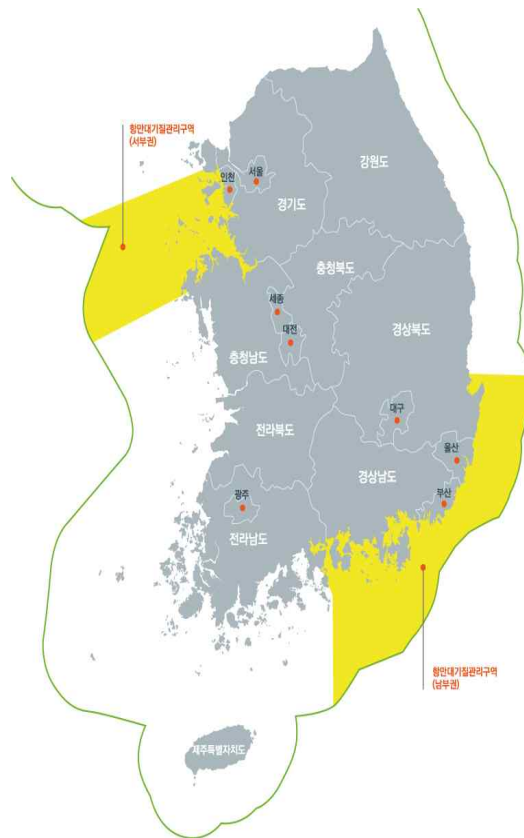 항만대기질관리구역
(서부권)
강원도
서울
인천
경기도
충청북도
세종
대전
경상북도
충청남도
대구
전라북도
울산
경상남도
부산
광주
전라남도
항만대기질관리구역
(남부권)
제주특별자치도